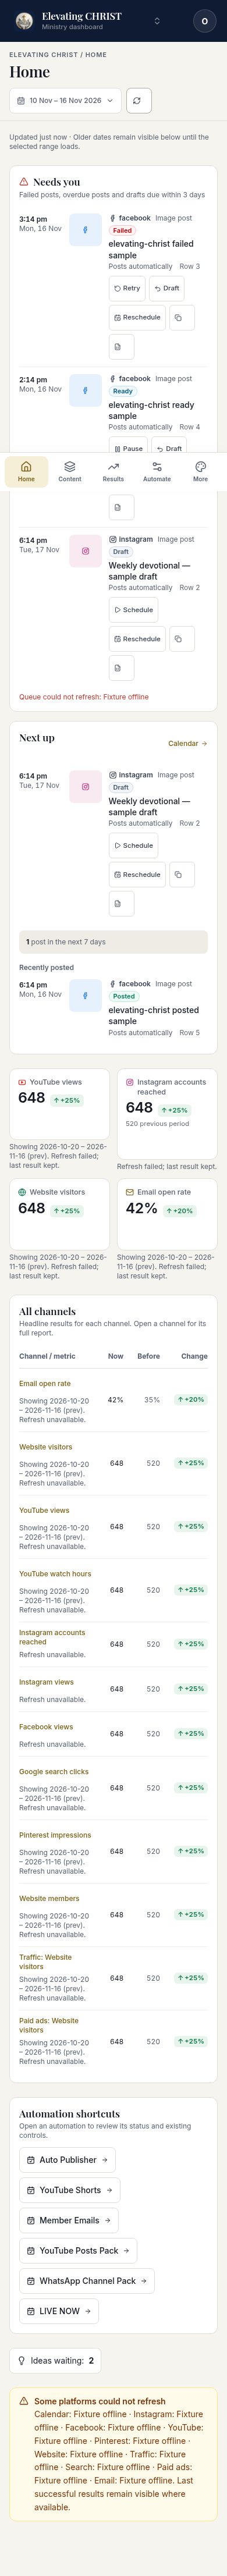 Elevating CHRIST
Ministry dashboard
O
ELEVATING CHRIST / HOME
Home
10 Nov – 16 Nov 2026
Updated just now · Older dates remain visible below until the
selected range loads.
Needs you
Failed posts, overdue posts and drafts due within 3 days
3:14 pm
Mon, 16 Nov
facebook Image post
Failed
elevating-christ failed
sample
Posts automatically Row 3
Retry
Draft
Reschedule
2:14 pm
Mon, 16 Nov
facebook Image post
Ready
elevating-christ ready
sample
Posts automatically Row 4
Pause
Draft
Home
Content
Results
Automate
More
6:14 pm
Tue, 17 Nov
instagram Image post
Draft
Weekly devotional —
sample draft
Posts automatically Row 2
Schedule
Reschedule
Queue could not refresh: Fixture offline
Next up
Calendar →
6:14 pm
Tue, 17 Nov
instagram Image post
Draft
Weekly devotional —
sample draft
Posts automatically Row 2
Schedule
Reschedule
1 post in the next 7 days
Recently posted
6:14 pm
Mon, 16 Nov
facebook Image post
Posted
elevating-christ posted
sample
Posts automatically Row 5
YouTube views
648 ↑ +25%
Showing 2026-10-20 – 2026-
11-16 (prev). Refresh failed;
last result kept.
Instagram accounts
reached
648 ↑ +25%
520 previous period
Refresh failed; last result kept.
Website visitors
648 ↑ +25%
Showing 2026-10-20 – 2026-
11-16 (prev). Refresh failed;
last result kept.
Email open rate
42% ↑ +20%
Showing 2026-10-20 – 2026-
11-16 (prev). Refresh failed;
last result kept.
All channels
Headline results for each channel. Open a channel for its
full report.
Channel / metric Now Before Change
Email open rate
Showing 2026-10-20
– 2026-11-16 (prev).
Refresh unavailable.
42% 35% ↑ +20%
Website visitors
Showing 2026-10-20
– 2026-11-16 (prev).
Refresh unavailable.
648 520 ↑ +25%
YouTube views
Showing 2026-10-20
– 2026-11-16 (prev).
Refresh unavailable.
648 520 ↑ +25%
YouTube watch hours
Showing 2026-10-20
– 2026-11-16 (prev).
Refresh unavailable.
648 520 ↑ +25%
Instagram accounts
reached
Refresh unavailable.
648 520 ↑ +25%
Instagram views
Refresh unavailable.
648 520 ↑ +25%
Facebook views
Refresh unavailable.
648 520 ↑ +25%
Google search clicks
Showing 2026-10-20
– 2026-11-16 (prev).
Refresh unavailable.
648 520 ↑ +25%
Pinterest impressions
Showing 2026-10-20
– 2026-11-16 (prev).
Refresh unavailable.
648 520 ↑ +25%
Website members
Showing 2026-10-20
– 2026-11-16 (prev).
Refresh unavailable.
648 520 ↑ +25%
Traffic: Website
visitors
Showing 2026-10-20
– 2026-11-16 (prev).
Refresh unavailable.
648 520 ↑ +25%
Paid ads: Website
visitors
Showing 2026-10-20
– 2026-11-16 (prev).
Refresh unavailable.
648 520 ↑ +25%
Automation shortcuts
Open an automation to review its status and existing
controls.
Auto Publisher →
YouTube Shorts →
Member Emails →
YouTube Posts Pack →
WhatsApp Channel Pack →
LIVE NOW →
Ideas waiting: 2
Some platforms could not refresh
Calendar: Fixture offline · Instagram: Fixture
offline · Facebook: Fixture offline · YouTube:
Fixture offline · Pinterest: Fixture offline ·
Website: Fixture offline · Traffic: Fixture
offline · Search: Fixture offline · Paid ads:
Fixture offline · Email: Fixture offline. Last
successful results remain visible where
available.